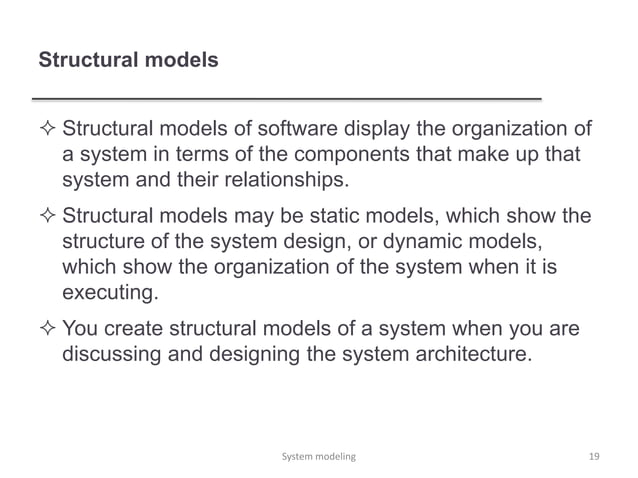 Structural models
✧ Structural models of software display the organization of
a system in terms of the components that make up that
system and their relationships.
✧ Structural models may be static models, which show the
structure of the system design, or dynamic models,
which show the organization of the system when it is
executing.
✧ You create structural models of a system when you are
discussing and designing the system architecture.
System modeling
19